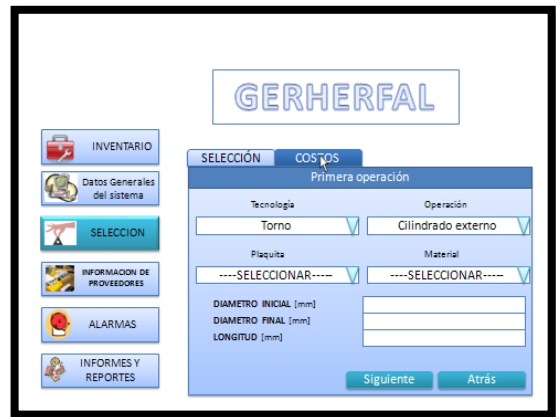 GERHERFAL
INVENTARIO
Datos Generales
del sistema
SELECCION
INFORMACION DE
PROVEEDORES
ALARMAS
INFORMES Y
REPORTES
SELECCIÓN COSTOS
Primera operación
Tecnología Operación
Torno Cilindrado externo
Plaquita Material
----SELECCIONAR----- ----SELECCIONAR-----
DIAMETRO INICIAL [mm]
DIAMETRO FINAL [mm]
LONGITUD [mm]
Siguiente Atrás